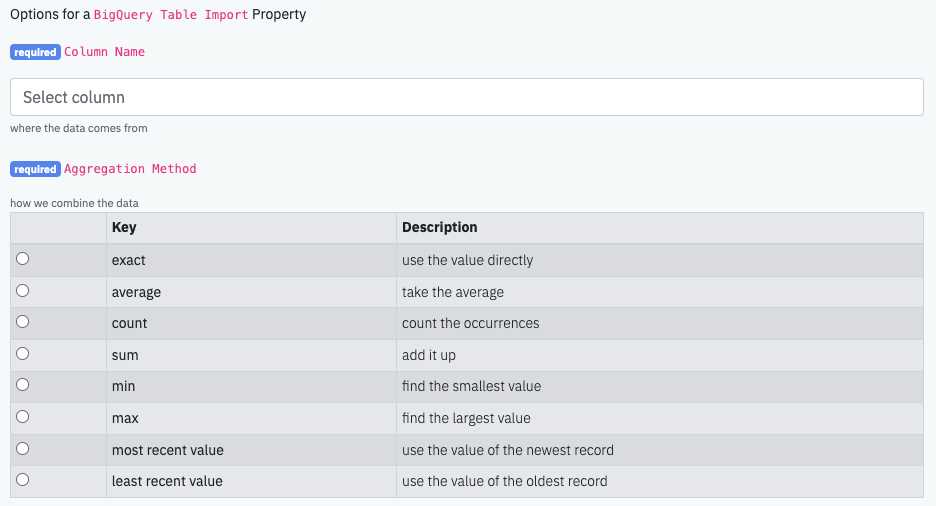 Options for a BigQuery Table Import Property
required Column Name
Select column
where the data comes from
required Aggregation Method
how we combine the data
Key Description
exact use the value directly
average take the average
count count the occurrences
sum add it up
min find the smallest value
max find the largest value
most recent value use the value of the newest record
least recent value use the value of the oldest record